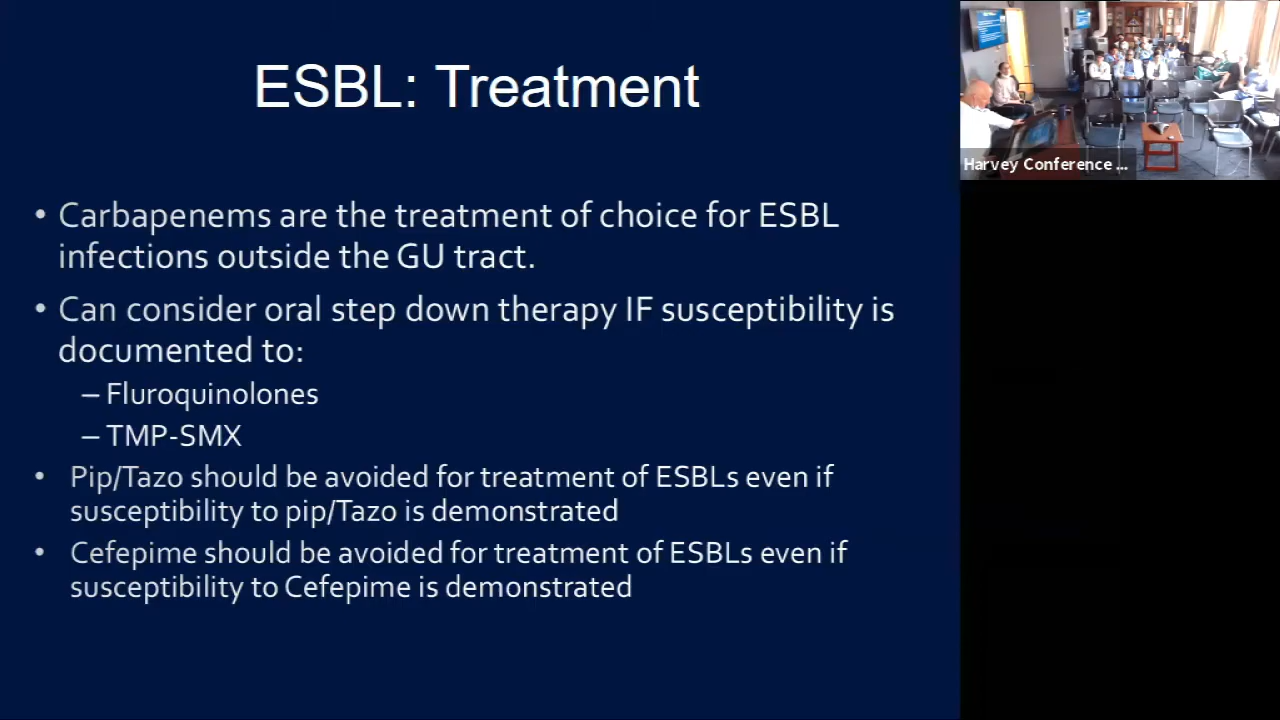 ESBL: Treatment
• Carbapenems are the treatment of choice for ESBL
infections outside the GU tract.
• Can consider oral step down therapy IF susceptibility is
documented to:
– Fluroquinolones
– TMP-SMX
• Pip/Tazo should be avoided for treatment of ESBLs even if
susceptibility to pip/Tazo is demonstrated
• Cefepime should be avoided for treatment of ESBLs even if
susceptibility to Cefepime is demonstrated
Harvey Conference ...